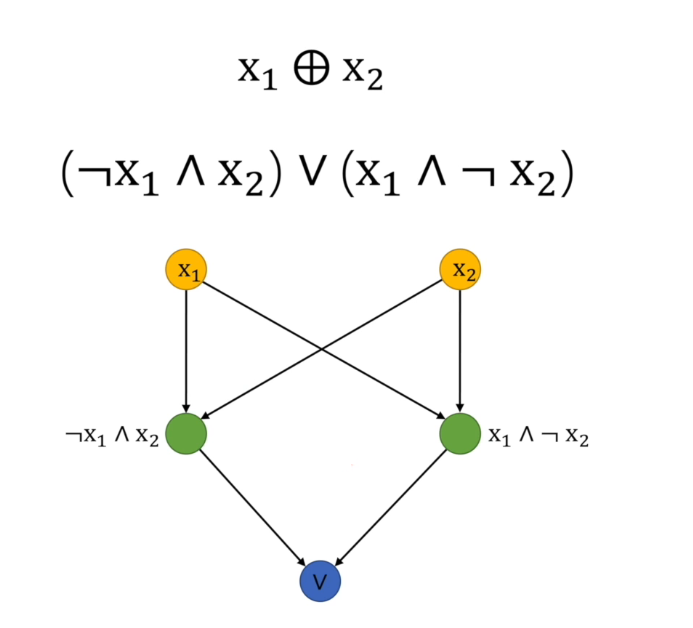 x₁ ⊕ x₂
(¬x₁ ∧ x₂) ∨ (x₁ ∧ ¬ x₂)
x₁ x₂
¬x₁ ∧ x₂ x₁ ∧ ¬ x₂
∨